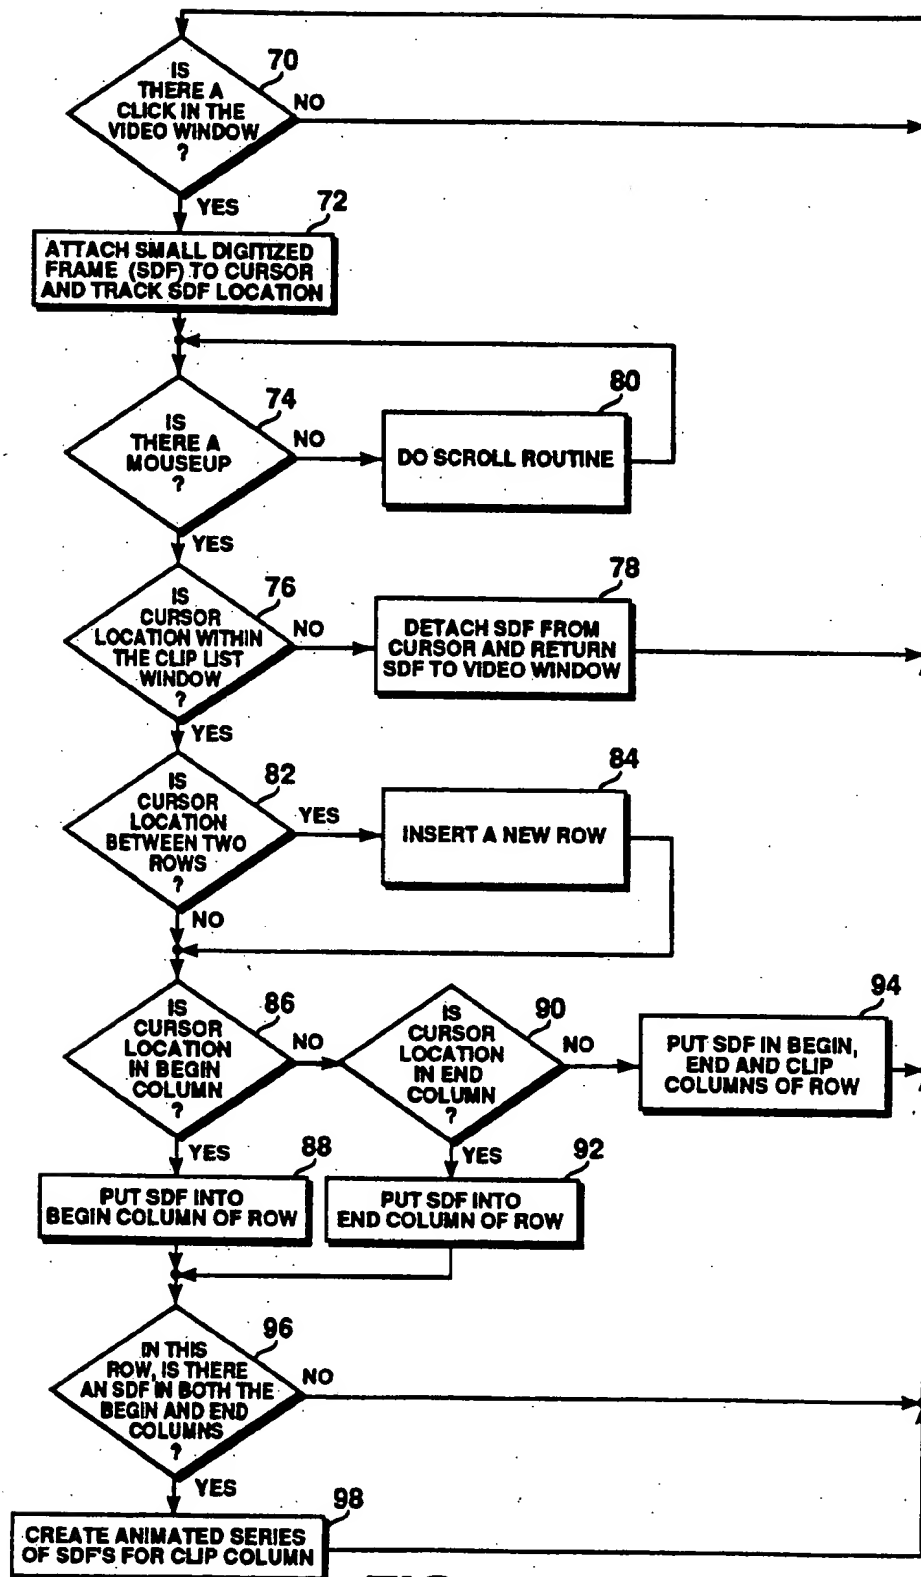 70
IS
THERE A
CLICK IN THE
VIDEO WINDOW
?
NO
YES
72
ATTACH SMALL DIGITIZED
FRAME (SDF) TO CURSOR
AND TRACK SDF LOCATION
74
IS
THERE A
MOUSEUP
?
NO
80
DO SCROLL ROUTINE
YES
76
IS
CURSOR
LOCATION WITHIN
THE CLIP LIST
WINDOW
?
NO
78
DETACH SDF FROM
CURSOR AND RETURN
SDF TO VIDEO WINDOW
YES
82
IS
CURSOR
LOCATION
BETWEEN TWO
ROWS
?
YES
84
INSERT A NEW ROW
NO
86
IS
CURSOR
LOCATION
IN BEGIN
COLUMN
?
NO
90
IS
CURSOR
LOCATION
IN END
COLUMN
?
NO
94
PUT SDF IN BEGIN,
END AND CLIP
COLUMNS OF ROW
YES
88
PUT SDF INTO
BEGIN COLUMN OF ROW
YES
92
PUT SDF INTO
END COLUMN OF ROW
96
IN THIS
ROW, IS THERE
AN SDF IN BOTH THE
BEGIN AND END
COLUMNS
?
NO
YES
98
CREATE ANIMATED SERIES
OF SDF'S FOR CLIP COLUMN